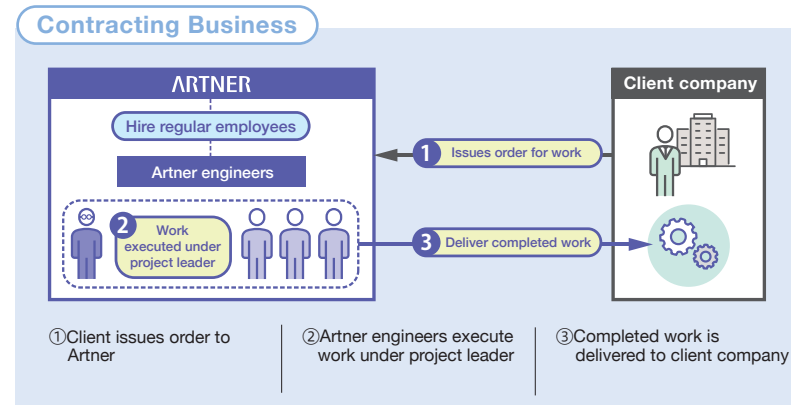 Contracting Business
ARTNER
Hire regular employees
Artner engineers
2
Work
executed under
project leader
1 Issues order for work
3 Deliver completed work
Client company
①Client issues order to
Artner
②Artner engineers execute
work under project leader
③Completed work is
delivered to client company